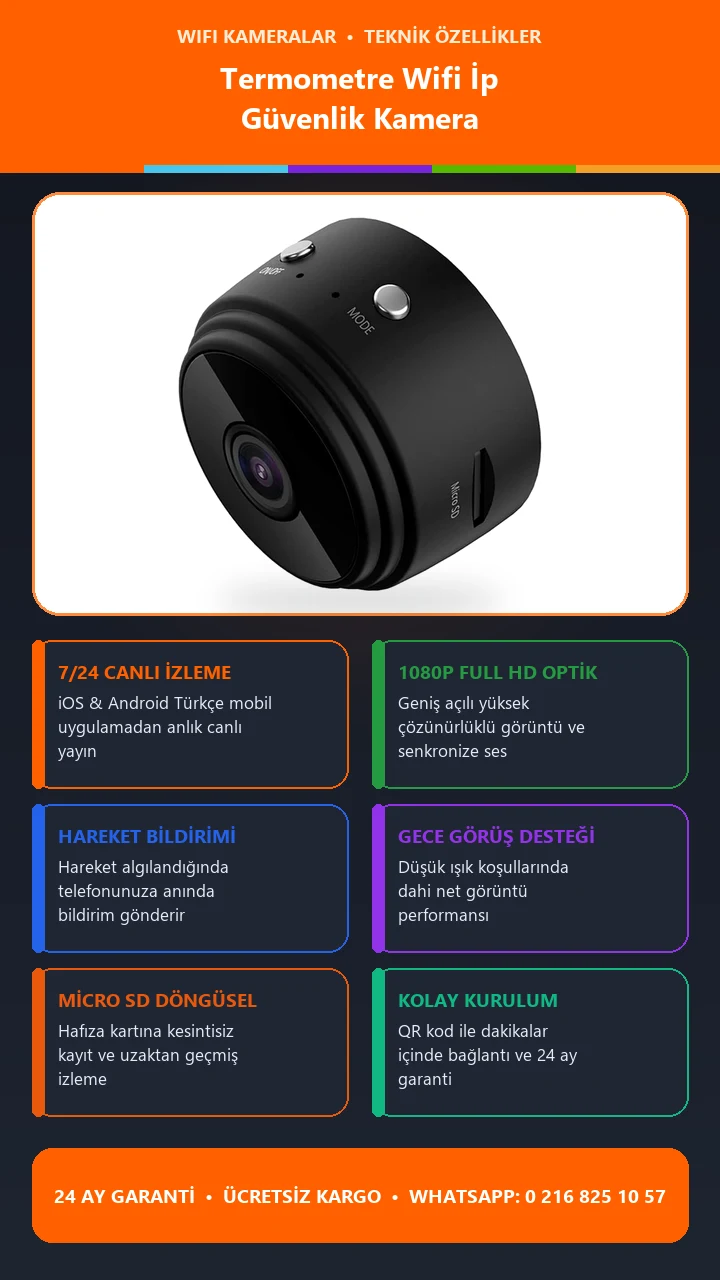 WIFI KAMERALAR • TEKNİK ÖZELLİKLER
Termometre Wifi İp
Güvenlik Kamera
ON/OFF
MODE
Micro SD
7/24 CANLI İZLEME
iOS & Android Türkçe mobil
uygulamadan anlık canlı
yayın
1080P FULL HD OPTİK
Geniş açılı yüksek
çözünürlüklü görüntü ve
senkronize ses
HAREKET BİLDİRİMİ
Hareket algılandığında
telefonunuza anında
bildirim gönderir
GECE GÖRÜŞ DESTEĞİ
Düşük ışık koşullarında
dahi net görüntü
performansı
MİCRO SD DÖNGÜSEL
Hafıza kartına kesintisiz
kayıt ve uzaktan geçmiş
izleme
KOLAY KURULUM
QR kod ile dakikalar
içinde bağlantı ve 24 ay
garanti
24 AY GARANTİ • ÜCRETSİZ KARGO • WHATSAPP: 0 216 825 10 57